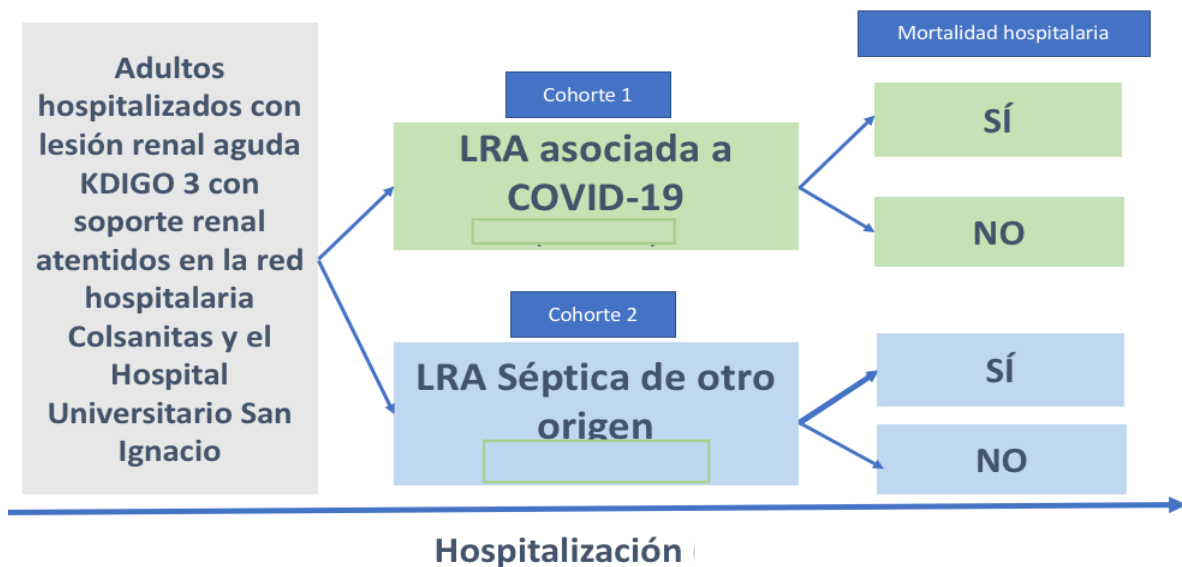 Adultos
hospitalizados con
lesión renal aguda
KDIGO 3 con
soporte renal
atentidos en la red
hospitalaria
Colsanitas y el
Hospital
Universitario San
Ignacio
Cohorte 1
LRA asociada a
COVID-19
Cohorte 2
LRA Séptica de otro
origen
Mortalidad hospitalaria
SÍ
NO
SÍ
NO
Hospitalización